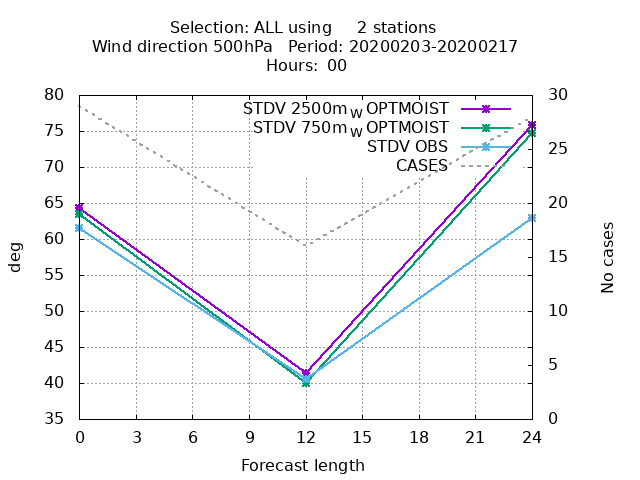 Selection: ALL using 2 stations
Wind direction 500hPa Period: 20200203-20200217
Hours: 00
STDV 2500m_W OPTMOIST
STDV 750m_W OPTMOIST
STDV OBS
CASES
80
75
70
65
60
55
50
45
40
35
deg
30
25
20
15
10
5
0
No cases
0 3 6 9 12 15 18 21 24
Forecast length